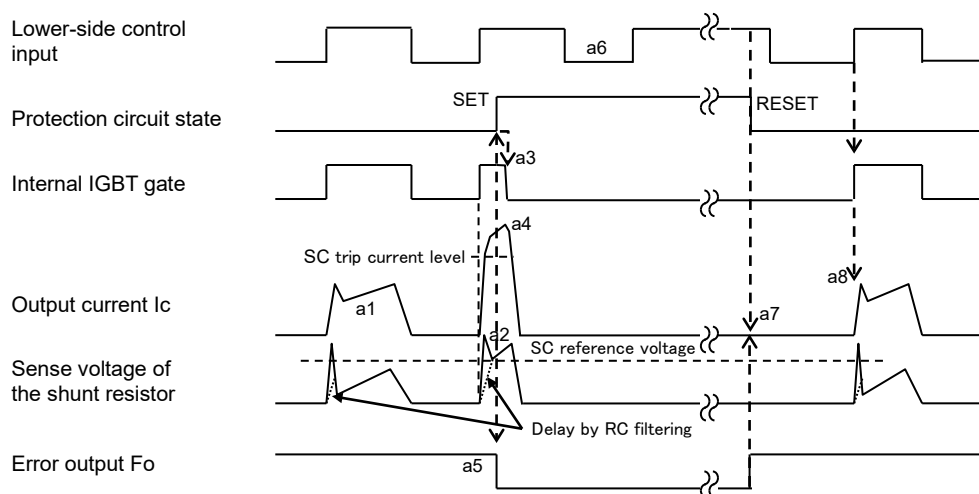 Lower-side control
input
a6
SET
RESET
Protection circuit state
a3
Internal IGBT gate
a4
SC trip current level
a8
Output current Ic
a1
a7
a2
SC reference voltage
Sense voltage of
the shunt resistor
Delay by RC filtering
Error output Fo
a5